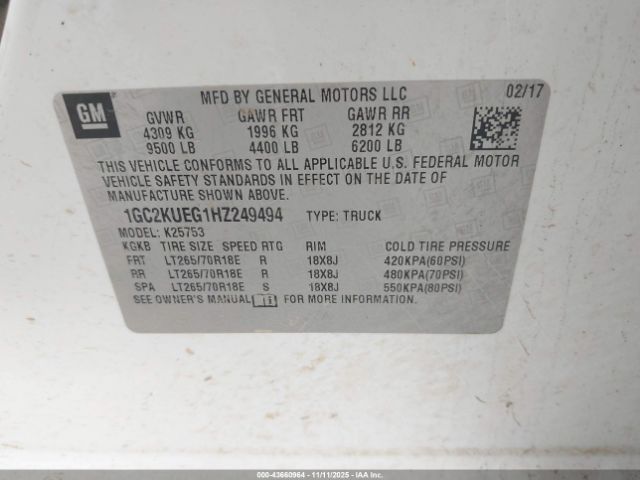 GM
MFD BY GENERAL MOTORS LLC 02/17
GVWR GAWR FRT GAWR RR
4309 KG 1996 KG 2812 KG
9500 LB 4400 LB 6200 LB
THIS VEHICLE CONFORMS TO ALL APPLICABLE U.S. FEDERAL MOTOR
VEHICLE SAFETY STANDARDS IN EFFECT ON THE DATE OF
MANUFACTURE SHOWN ABOVE.
1GC2KUEG1HZ249494 TYPE: TRUCK
MODEL: K25753
KGKB TIRE SIZE SPEED RTG RIM COLD TIRE PRESSURE
FRT LT265/70R18E R 18X8J 420KPA(60PSI)
RR LT265/70R18E R 18X8J 480KPA(70PSI)
SPA LT265/70R18E S 18X8J 550KPA(80PSI)
SEE OWNER'S MANUAL FOR MORE INFORMATION.
000-43660964 - 11/11/2025 - IAAI.COM